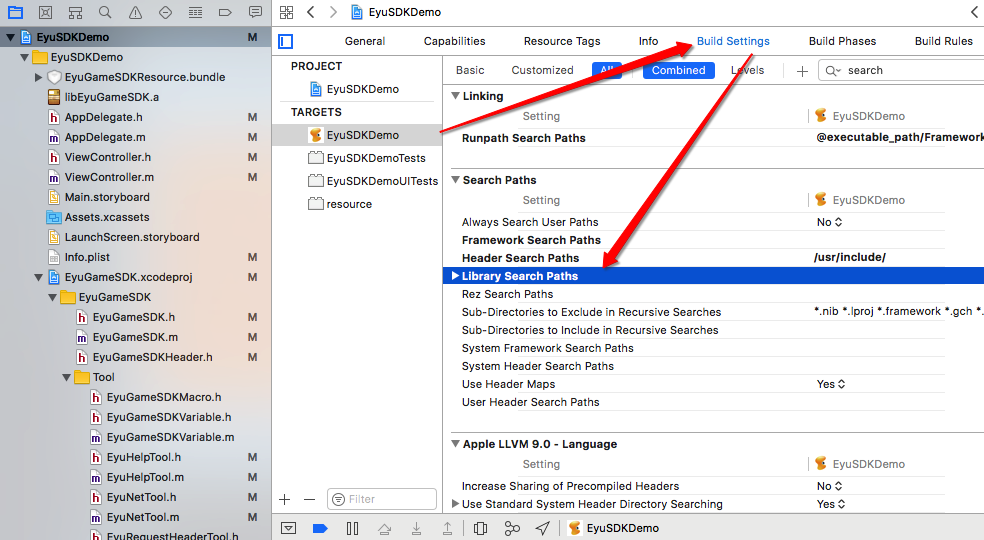 EyuSDKDemo
EyuSDKDemo M
General Capabilities Resource Tags Info Build Settings Build Phases Build Rules
EyuSDKDemo
EyuGameSDKResource.bundle M
libEyuGameSDK.a M
AppDelegate.h M
AppDelegate.m M
ViewController.h M
ViewController.m M
Main.storyboard
Assets.xcassets
LaunchScreen.storyboard
Info.plist M
EyuGameSDK.xcodeproj M
EyuGameSDK
EyuGameSDK.h M
EyuGameSDK.m M
EyuGameSDKHeader.h M
Tool
EyuGameSDKMacro.h M
EyuGameSDKVariable.h M
EyuGameSDKVariable.m M
EyuHelpTool.h M
EyuHelpTool.m M
EyuNetTool.h M
EyuNetTool.m M
EyuRequestHeaderTool.h M
PROJECT
EyuSDKDemo
TARGETS
EyuSDKDemo
EyuSDKDemoTests
EyuSDKDemoUITests
resource
Filter
Basic Customized All Combined Levels search
Linking
Setting EyuSDKDemo
Runpath Search Paths @executable_path/Framework
Search Paths
Setting EyuSDKDemo
Always Search User Paths No
Framework Search Paths
Header Search Paths /usr/include/
Library Search Paths
Rez Search Paths
Sub-Directories to Exclude in Recursive Searches *.nib *.lproj *.framework *.gch *.
Sub-Directories to Include in Recursive Searches
System Framework Search Paths
System Header Search Paths
Use Header Maps Yes
User Header Search Paths
Apple LLVM 9.0 - Language
Setting EyuSDKDemo
Increase Sharing of Precompiled Headers No
Use Standard System Header Directory Searching Yes
EyuSDKDemo